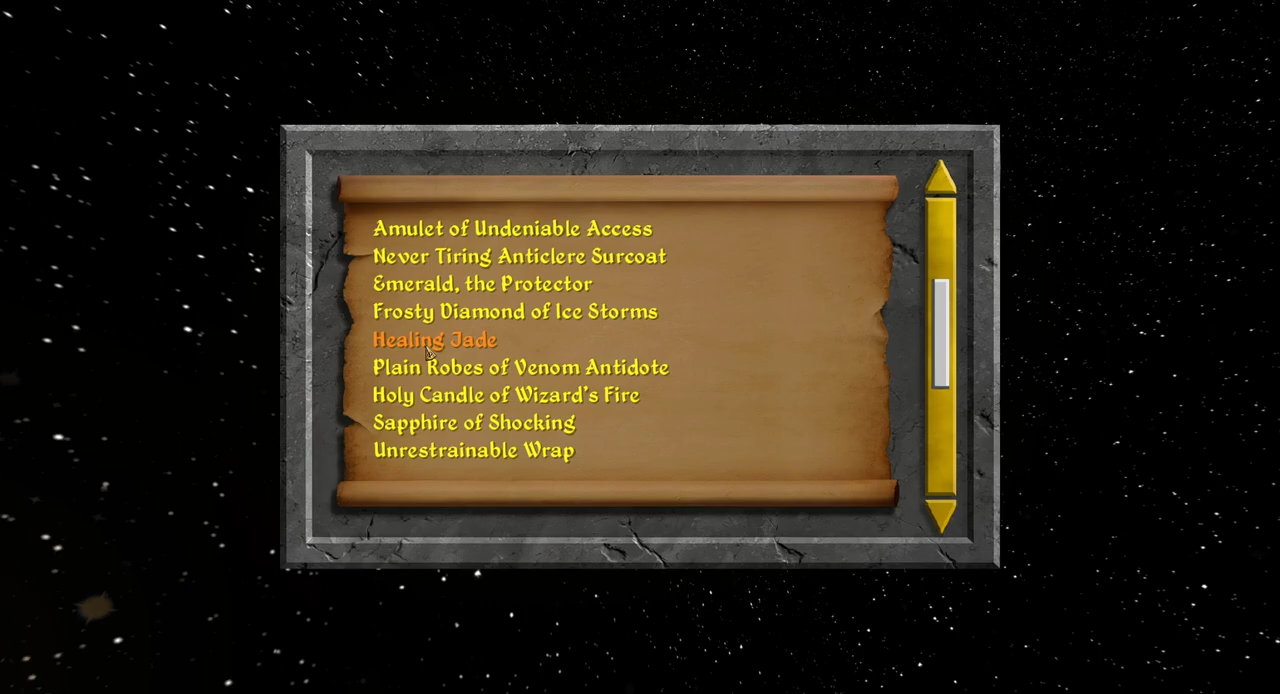 Amulet of Undeniable Access
Never Tiring Anticlere Surcoat
Emerald, the Protector
Frosty Diamond of Ice Storms
Healing Jade
Plain Robes of Venom Antidote
Holy Candle of Wizard's Fire
Sapphire of Shocking
Unrestrainable Wrap